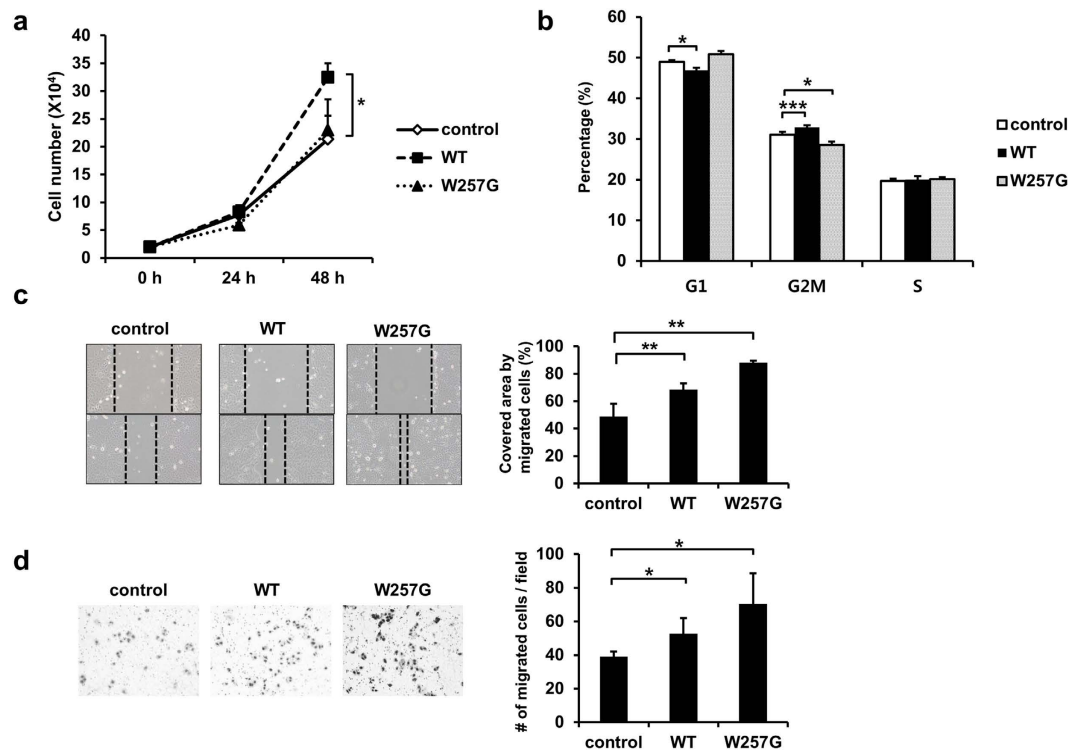 a
Cell number (X10⁴)
40
35
30
25
20
15
10
5
0
0 h 24 h 48 h
*
control
WT
W257G
b
Percentage (%)
60
50
40
30
20
10
0
*
***
*
G1 G2M S
control
WT
W257G
c
control WT W257G
Covered area by
migrated cells (%)
100
80
60
40
20
0
**
**
control WT W257G
d
control WT W257G
# of migrated cells / field
100
80
60
40
20
0
*
*
control WT W257G